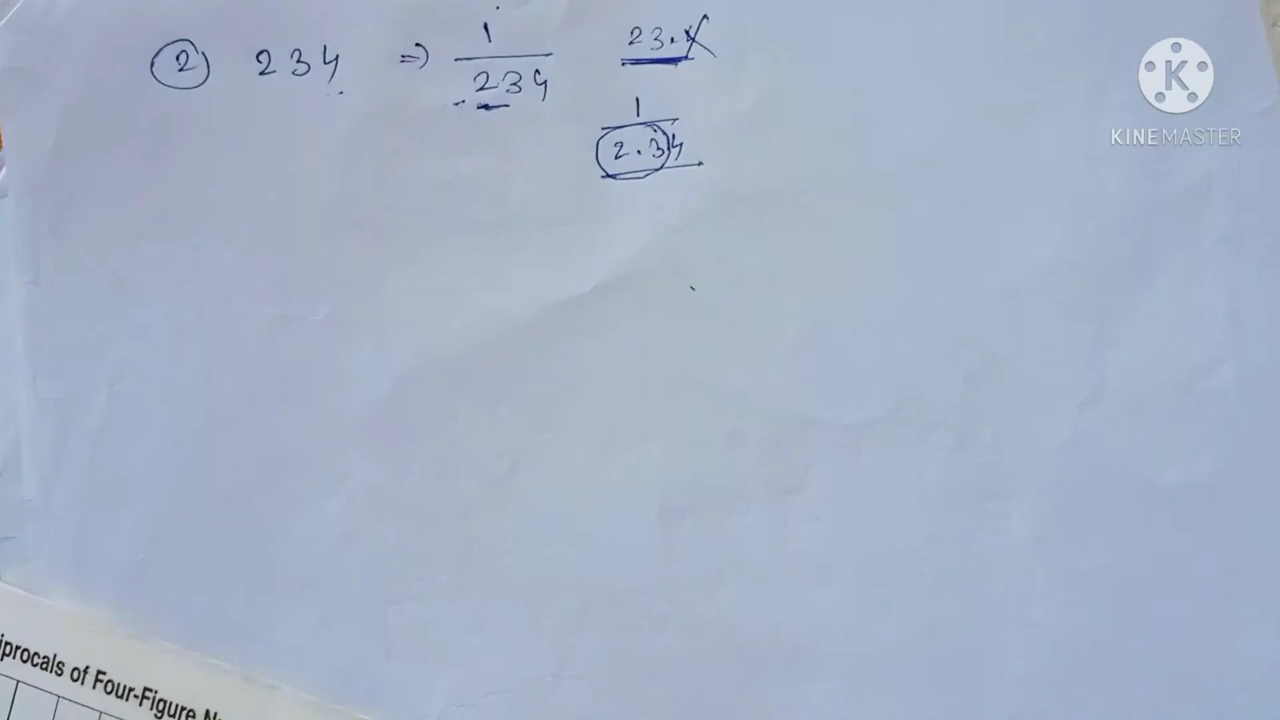 2) 234 => 1/234 23.4
1/2.34
K
KINEMASTER
iprocals of Four-Figure